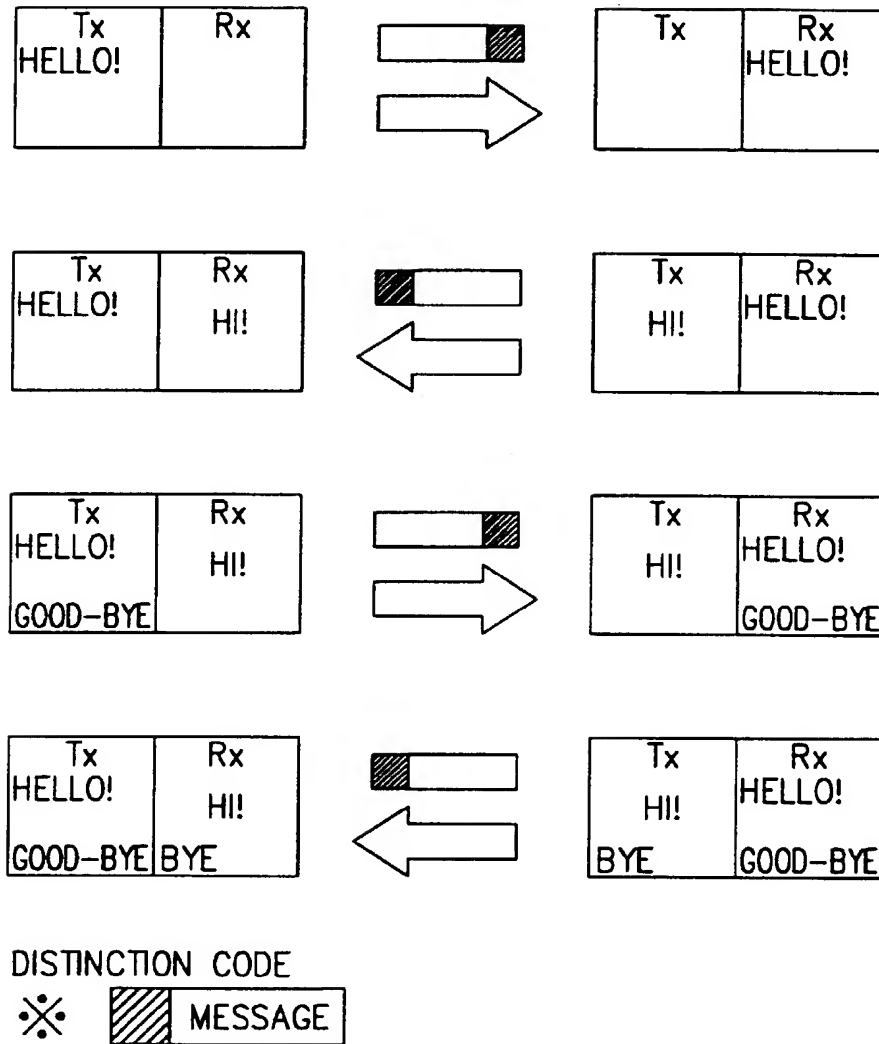 Tx Rx Tx Rx
HELLO! HELLO!
Tx Rx Tx Rx
HELLO! HI! HI! HELLO!
Tx Rx Tx Rx
HELLO! HI! HI! HELLO!
GOOD-BYE GOOD-BYE
Tx Rx Tx Rx
HELLO! HI! HI! HELLO!
GOOD-BYE BYE BYE GOOD-BYE
DISTINCTION CODE
※ MESSAGE